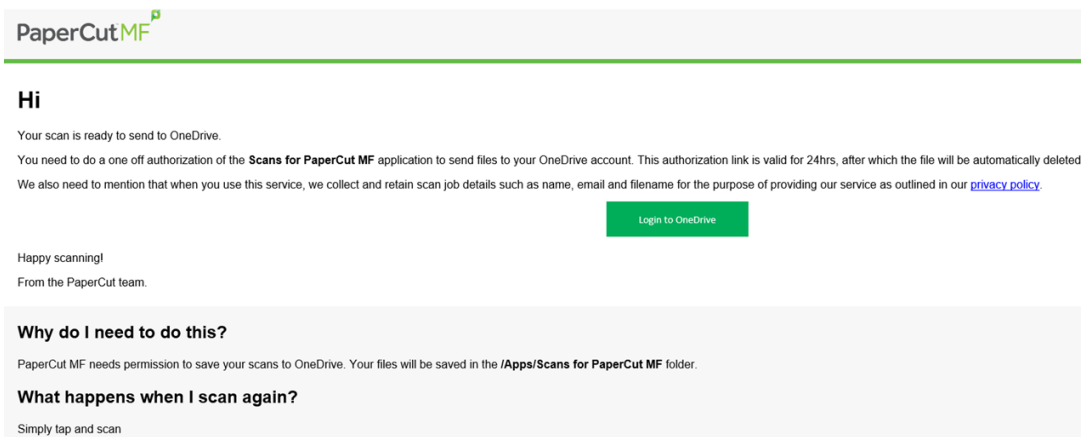 PaperCut MF
Hi
Your scan is ready to send to OneDrive.
You need to do a one off authorization of the Scans for PaperCut MF application to send files to your OneDrive account. This authorization link is valid for 24hrs, after which the file will be automatically deleted
We also need to mention that when you use this service, we collect and retain scan job details such as name, email and filename for the purpose of providing our service as outlined in our privacy policy.
Login to OneDrive
Happy scanning!
From the PaperCut team.
Why do I need to do this?
PaperCut MF needs permission to save your scans to OneDrive. Your files will be saved in the /Apps/Scans for PaperCut MF folder.
What happens when I scan again?
Simply tap and scan